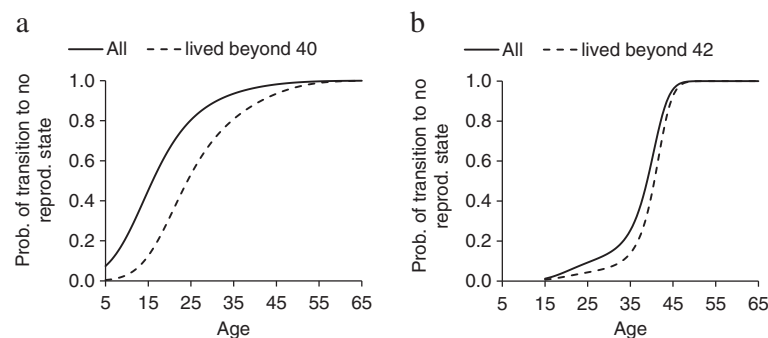 a
All lived beyond 40
Prob. of transition to no
reprod. state
1.0
0.8
0.6
0.4
0.2
0.0
5 15 25 35 45 55 65
Age
b
All lived beyond 42
Prob. of transition to no
reprod. state
1.0
0.8
0.6
0.4
0.2
0.0
5 15 25 35 45 55 65
Age